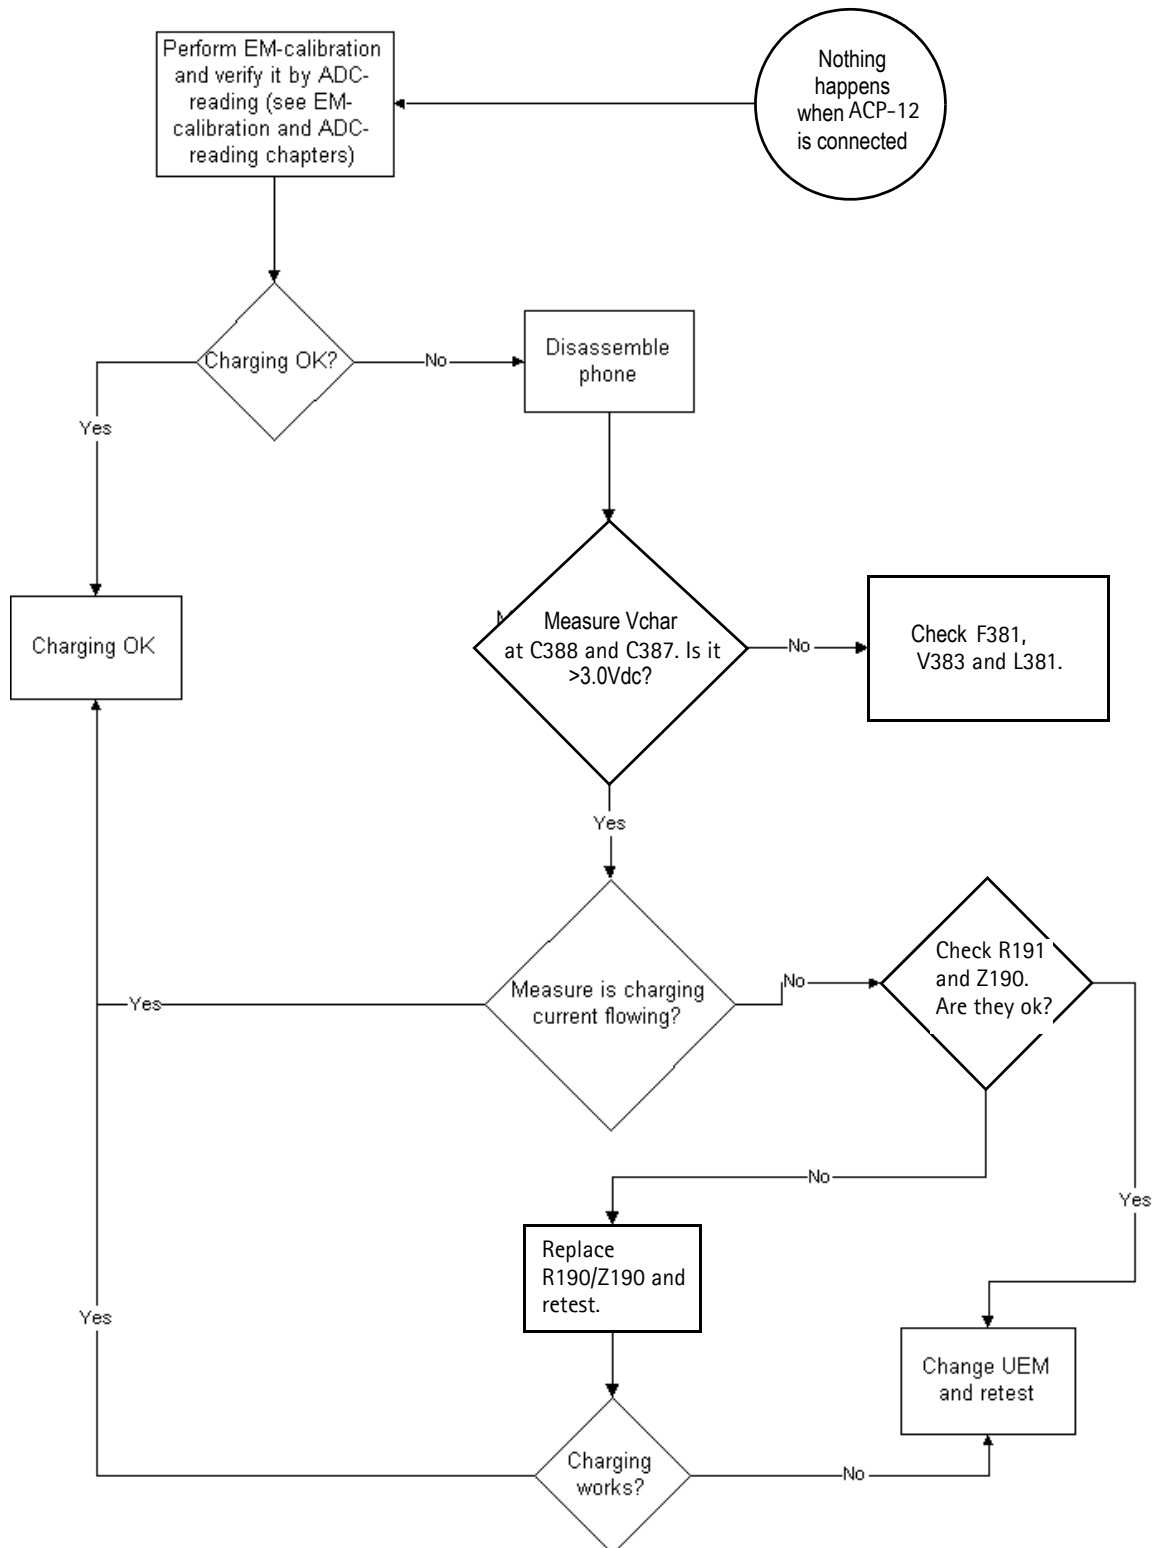 Perform EM-calibration
and verify it by ADC-
reading (see EM-
calibration and ADC-
reading chapters)
Nothing
happens
when ACP-12
is connected
Charging OK?
No
Disassemble
phone
Yes
Charging OK
Measure Vchar
at C388 and C387. Is it
>3.0Vdc?
No
Check F381,
V383 and L381.
Yes
Measure is charging
current flowing?
Yes
No
Check R191
and Z190.
Are they ok?
No
Yes
Replace
R190/Z190 and
retest.
Yes
Change UEM
and retest
Charging
works?
No